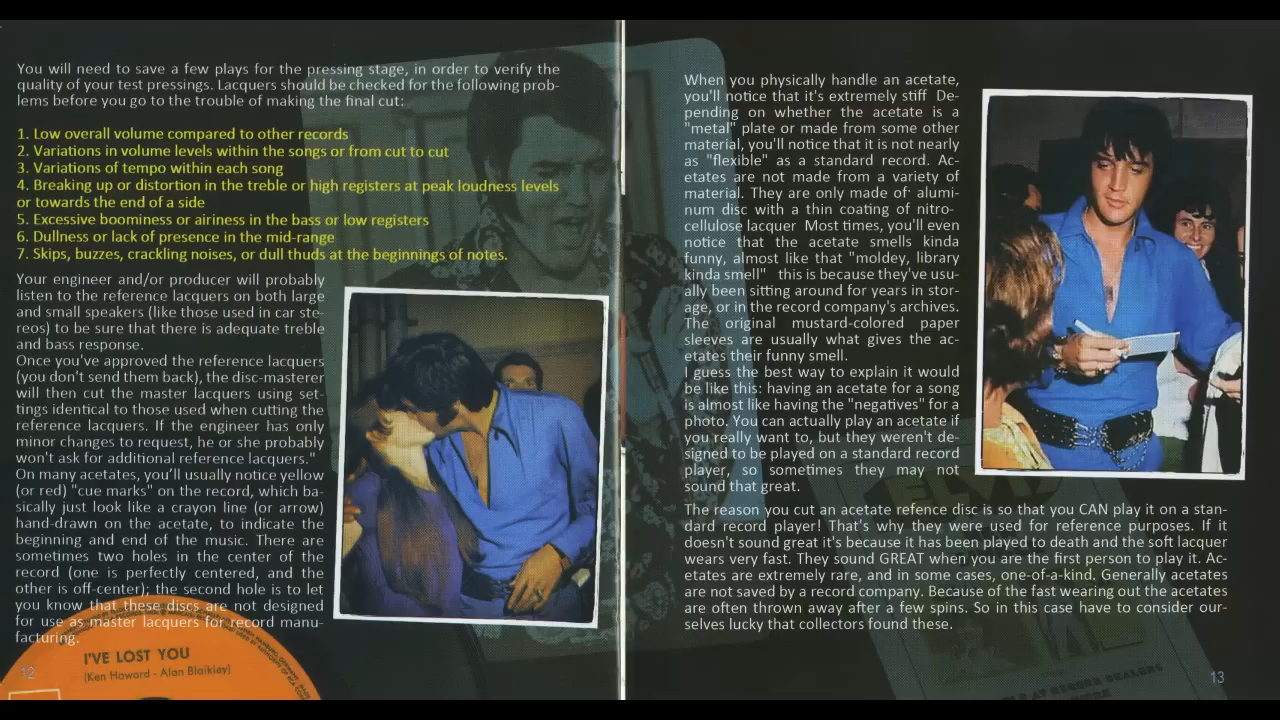 You will need to save a few plays for the pressing stage, in order to verify the
quality of your test pressings. Lacquers should be checked for the following prob-
lems before you go to the trouble of making the final cut:
1. Low overall volume compared to other records
2. Variations in volume levels within the songs or from cut to cut
3. Variations of tempo within each song
4. Breaking up or distortion in the treble or high registers at peak loudness levels
or towards the end of a side
5. Excessive boominess or airiness in the bass or low registers
6. Dullness or lack of presence in the mid-range
7. Skips, buzzes, crackling noises, or dull thuds at the beginnings of notes.
Your engineer and/or producer will probably
listen to the reference lacquers on both large
and small speakers (like those used in car ste-
reos) to be sure that there is adequate treble
and bass response.
Once you've approved the reference lacquers
(you don't send them back), the disc-masterer
will then cut the master lacquers using set-
tings identical to those used when cutting the
reference lacquers. If the engineer has only
minor changes to request, he or she probably
won't ask for additional reference lacquers."
On many acetates, you'll usually notice yellow
(or red) "cue marks" on the record, which ba-
sically just look like a crayon line (or arrow)
hand-drawn on the acetate, to indicate the
beginning and end of the music. There are
sometimes two holes in the center of the
record (one is perfectly centered, and the
other is off-center); the second hole is to let
you know that these discs are not designed
for use as master lacquers for record manu-
facturing.
I'VE LOST YOU
(Ken Howard - Alan Blaikley)
12
When you physically handle an acetate,
you'll notice that it's extremely stiff De-
pending on whether the acetate is a
"metal" plate or made from some other
material, you'll notice that it is not nearly
as "flexible" as a standard record. Ac-
etates are not made from a variety of
material. They are only made of alumi-
num disc with a thin coating of nitro-
cellulose lacquer Most times, you'll even
notice that the acetate smells kinda
funny, almost like that "moldey, library
kinda smell" this is because they've usu-
ally been sitting around for years in stor-
age, or in the record company's archives.
The original mustard-colored paper
sleeves are usually what gives the ac-
etates their funny smell.
I guess the best way to explain it would
be like this: having an acetate for a song
is almost like having the "negatives" for a
photo. You can actually play an acetate if
you really want to, but they weren't de-
signed to be played on a standard record
player, so sometimes they may not
sound that great.
The reason you cut an acetate refence disc is so that you CAN play it on a stan-
dard record player! That's why they were used for reference purposes. If it
doesn't sound great it's because it has been played to death and the soft lacquer
wears very fast. They sound GREAT when you are the first person to play it. Ac-
etates are extremely rare, and in some cases, one-of-a-kind. Generally acetates
are not saved by a record company. Because of the fast wearing out the acetates
are often thrown away after a few spins. So in this case have to consider our-
selves lucky that collectors found these.
ELVIS
AT RECORD DEALERS
13